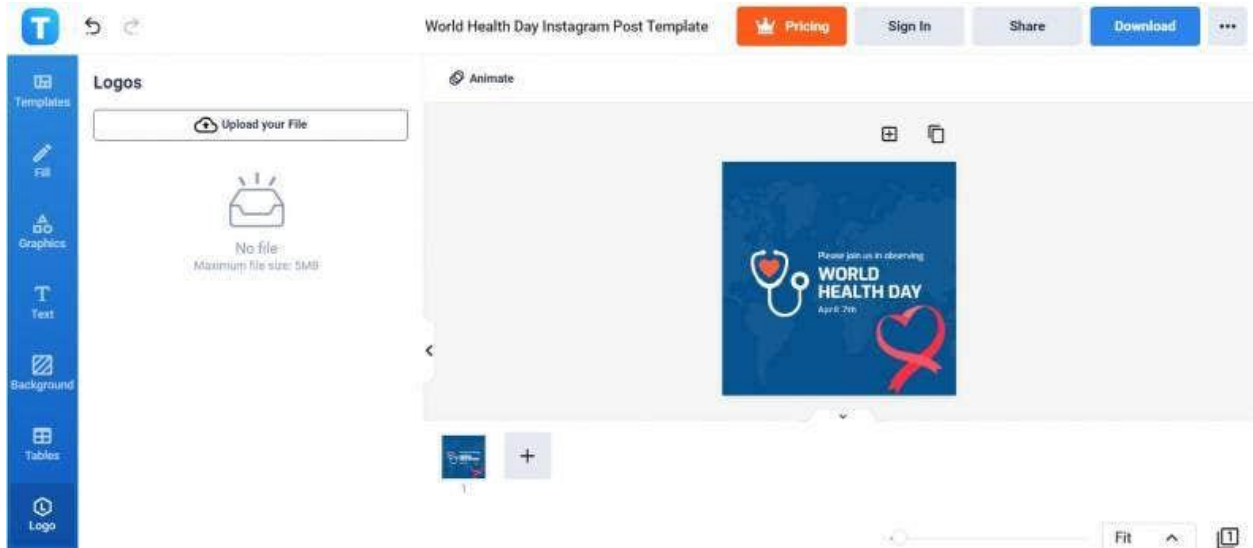 T
World Health Day Instagram Post Template
Pricing
Sign In
Share
Download
Templates
Fill
Graphics
Text
Background
Tables
Logo
Logos
Upload your File
No file
Maximum file size: 5MB
Animate
Please join us in observing
WORLD
HEALTH DAY
April 7th
1
Fit
1